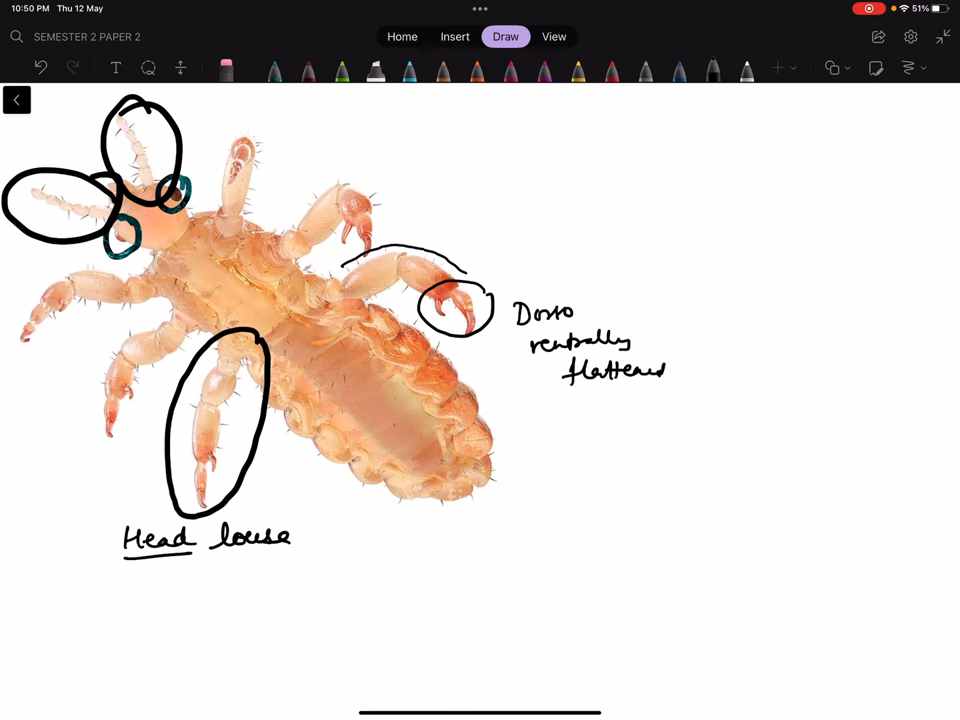 10:50 PM Thu 12 May
51%
SEMESTER 2 PAPER 2
Home Insert Draw View
Dorso
ventrally
flattened
Head louse